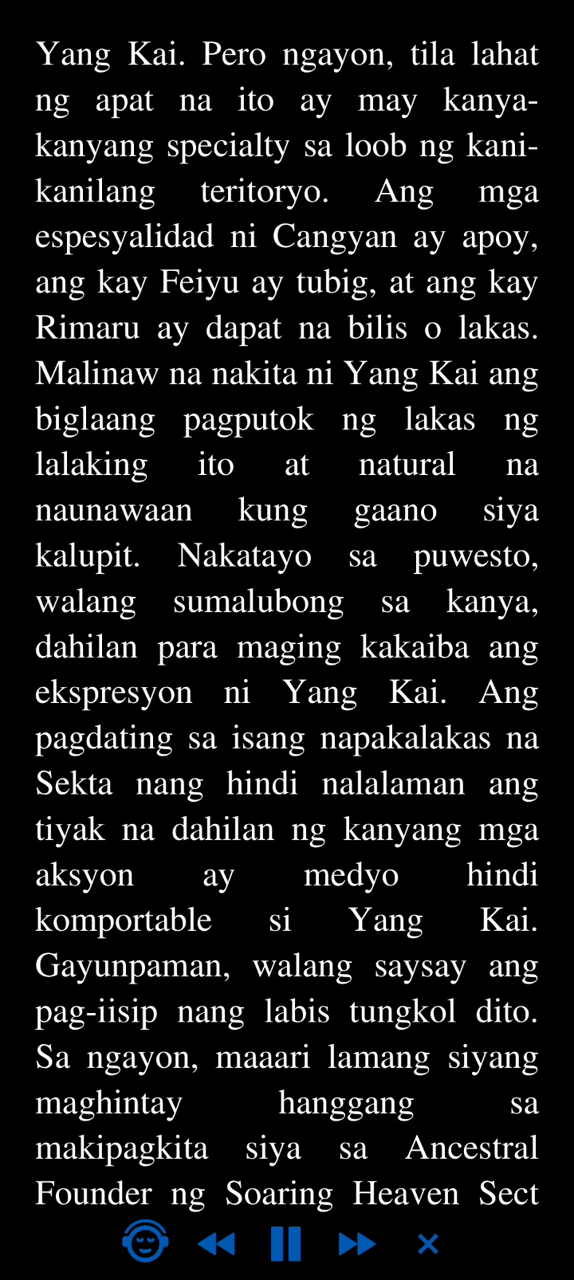 Yang Kai. Pero ngayon, tila lahat
ng apat na ito ay may kanya-
kanyang specialty sa loob ng kani-
kanilang teritoryo. Ang mga
espesyalidad ni Cangyan ay apoy,
ang kay Feiyu ay tubig, at ang kay
Rimaru ay dapat na bilis o lakas.
Malinaw na nakita ni Yang Kai ang
biglaang pagputok ng lakas ng
lalaking ito at natural na
naunawaan kung gaano siya
kalupit. Nakatayo sa puwesto,
walang sumalubong sa kanya,
dahilan para maging kakaiba ang
ekspresyon ni Yang Kai. Ang
pagdating sa isang napakalakas na
Sekta nang hindi nalalaman ang
tiyak na dahilan ng kanyang mga
aksyon ay medyo hindi
komportable si Yang Kai.
Gayunpaman, walang saysay ang
pag-iisip nang labis tungkol dito.
Sa ngayon, maaari lamang siyang
maghintay hanggang sa
makipagkita siya sa Ancestral
Founder ng Soaring Heaven Sect